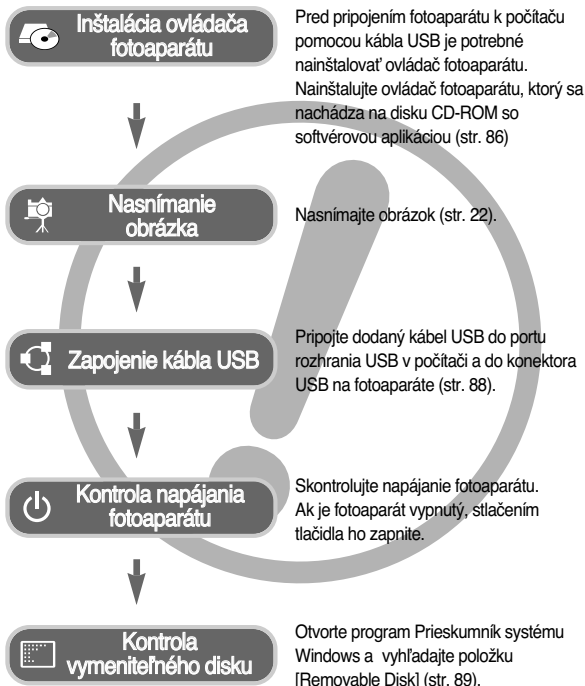 Inštalácia ovládača
fotoaparátu
Pred pripojením fotoaparátu k počítaču
pomocou kábla USB je potrebné
nainštalovať ovládač fotoaparátu.
Nainštalujte ovládač fotoaparátu, ktorý sa
nachádza na disku CD-ROM so
softvérovou aplikáciou (str. 86)
Nasnímanie
obrázka
Nasnímajte obrázok (str. 22).
Zapojenie kábla USB
Pripojte dodaný kábel USB do portu
rozhrania USB v počítači a do konektora
USB na fotoaparáte (str. 88).
Kontrola napájania
fotoaparátu
Skontrolujte napájanie fotoaparátu.
Ak je fotoaparát vypnutý, stlačením
tlačidla ho zapnite.
Kontrola
vymeniteľného disku
Otvorte program Prieskumník systému
Windows a vyhľadajte položku
[Removable Disk] (str. 89).